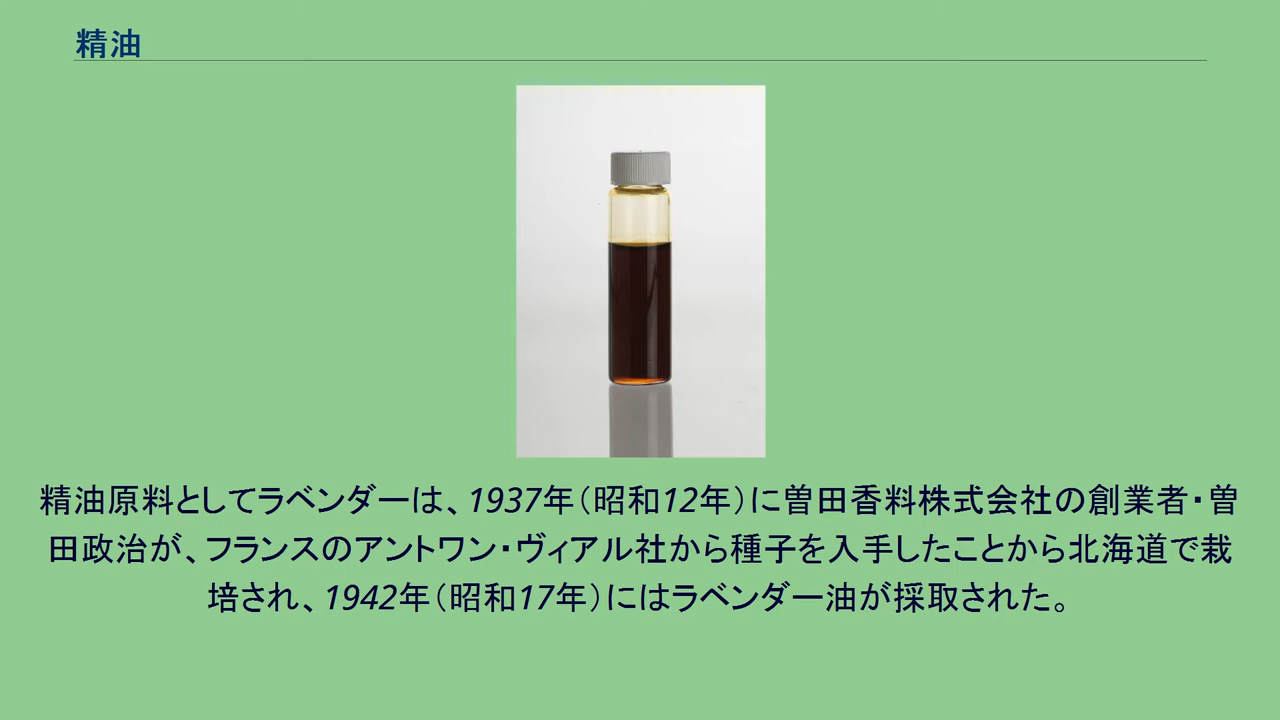 精油
精油原料としてラベンダーは、1937年（昭和12年）に曽田香料株式会社の創業者・曽
田政治が、フランスのアントワン・ヴィアル社から種子を入手したことから北海道で栽
培され、1942年（昭和17年）にはラベンダー油が採取された。